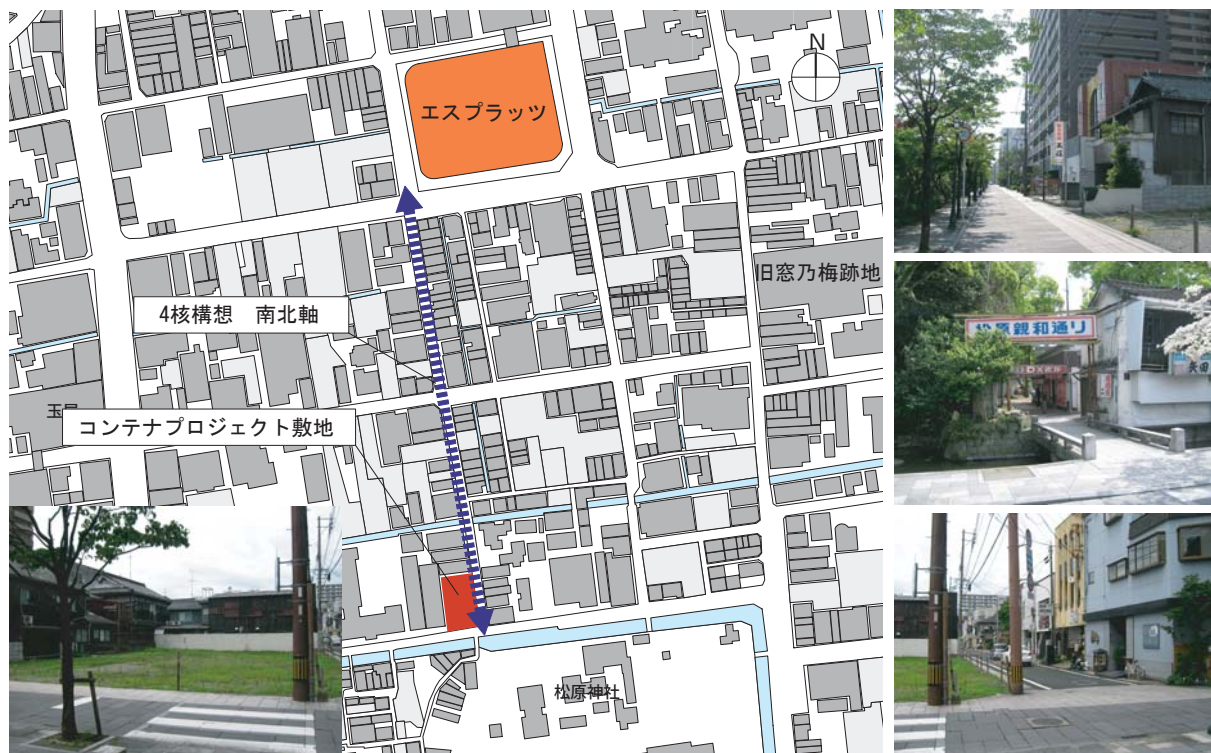 N
エスプラッツ
旧窓乃梅跡地
4核構想　南北軸
コンテナプロジェクト敷地
松原神社
松原親和通り